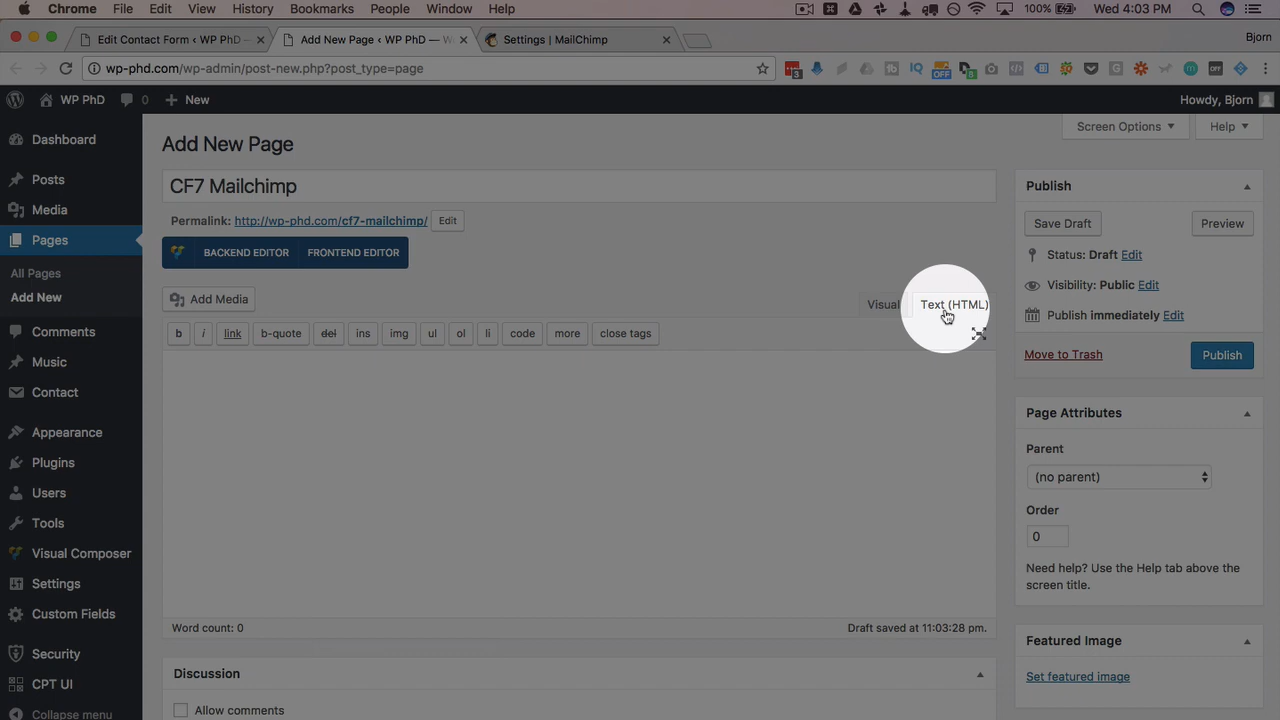 Chrome File Edit View History Bookmarks People Window Help 100% Wed 4:03 PM
Edit Contact Form ‹ WP PhD — Add New Page ‹ WP PhD — W Settings | MailChimp Bjorn
wp-phd.com/wp-admin/post-new.php?post_type=page
WP PhD 0 New Howdy, Bjorn
Screen Options Help
Dashboard
Posts
Media
Pages
All Pages
Add New
Comments
Music
Contact
Appearance
Plugins
Users
Tools
Visual Composer
Settings
Custom Fields
Security
CPT UI
Collapse menu
Add New Page
CF7 Mailchimp
Permalink: http://wp-phd.com/cf7-mailchimp/ Edit
BACKEND EDITOR FRONTEND EDITOR
Add Media
Visual Text (HTML)
b i link b-quote del ins img ul ol li code more close tags
Word count: 0 Draft saved at 11:03:28 pm.
Discussion
Allow comments
Publish
Save Draft Preview
Status: Draft Edit
Visibility: Public Edit
Publish immediately Edit
Move to Trash Publish
Page Attributes
Parent
(no parent)
Order
0
Need help? Use the Help tab above the
screen title.
Featured Image
Set featured image